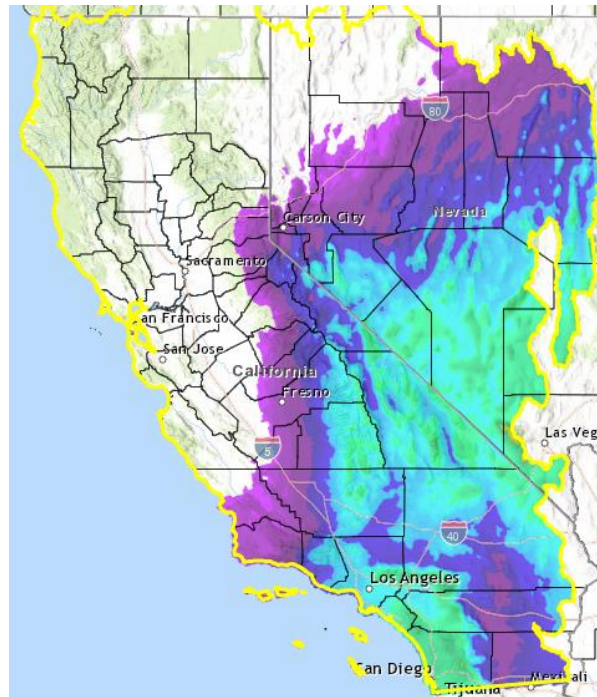 80
Carson City
Nevada
Sacramento
an Francisco
San Jose
California
Fresno
Las Veg
5
40
Los Angeles
San Diego
Tijuana
Mexicali